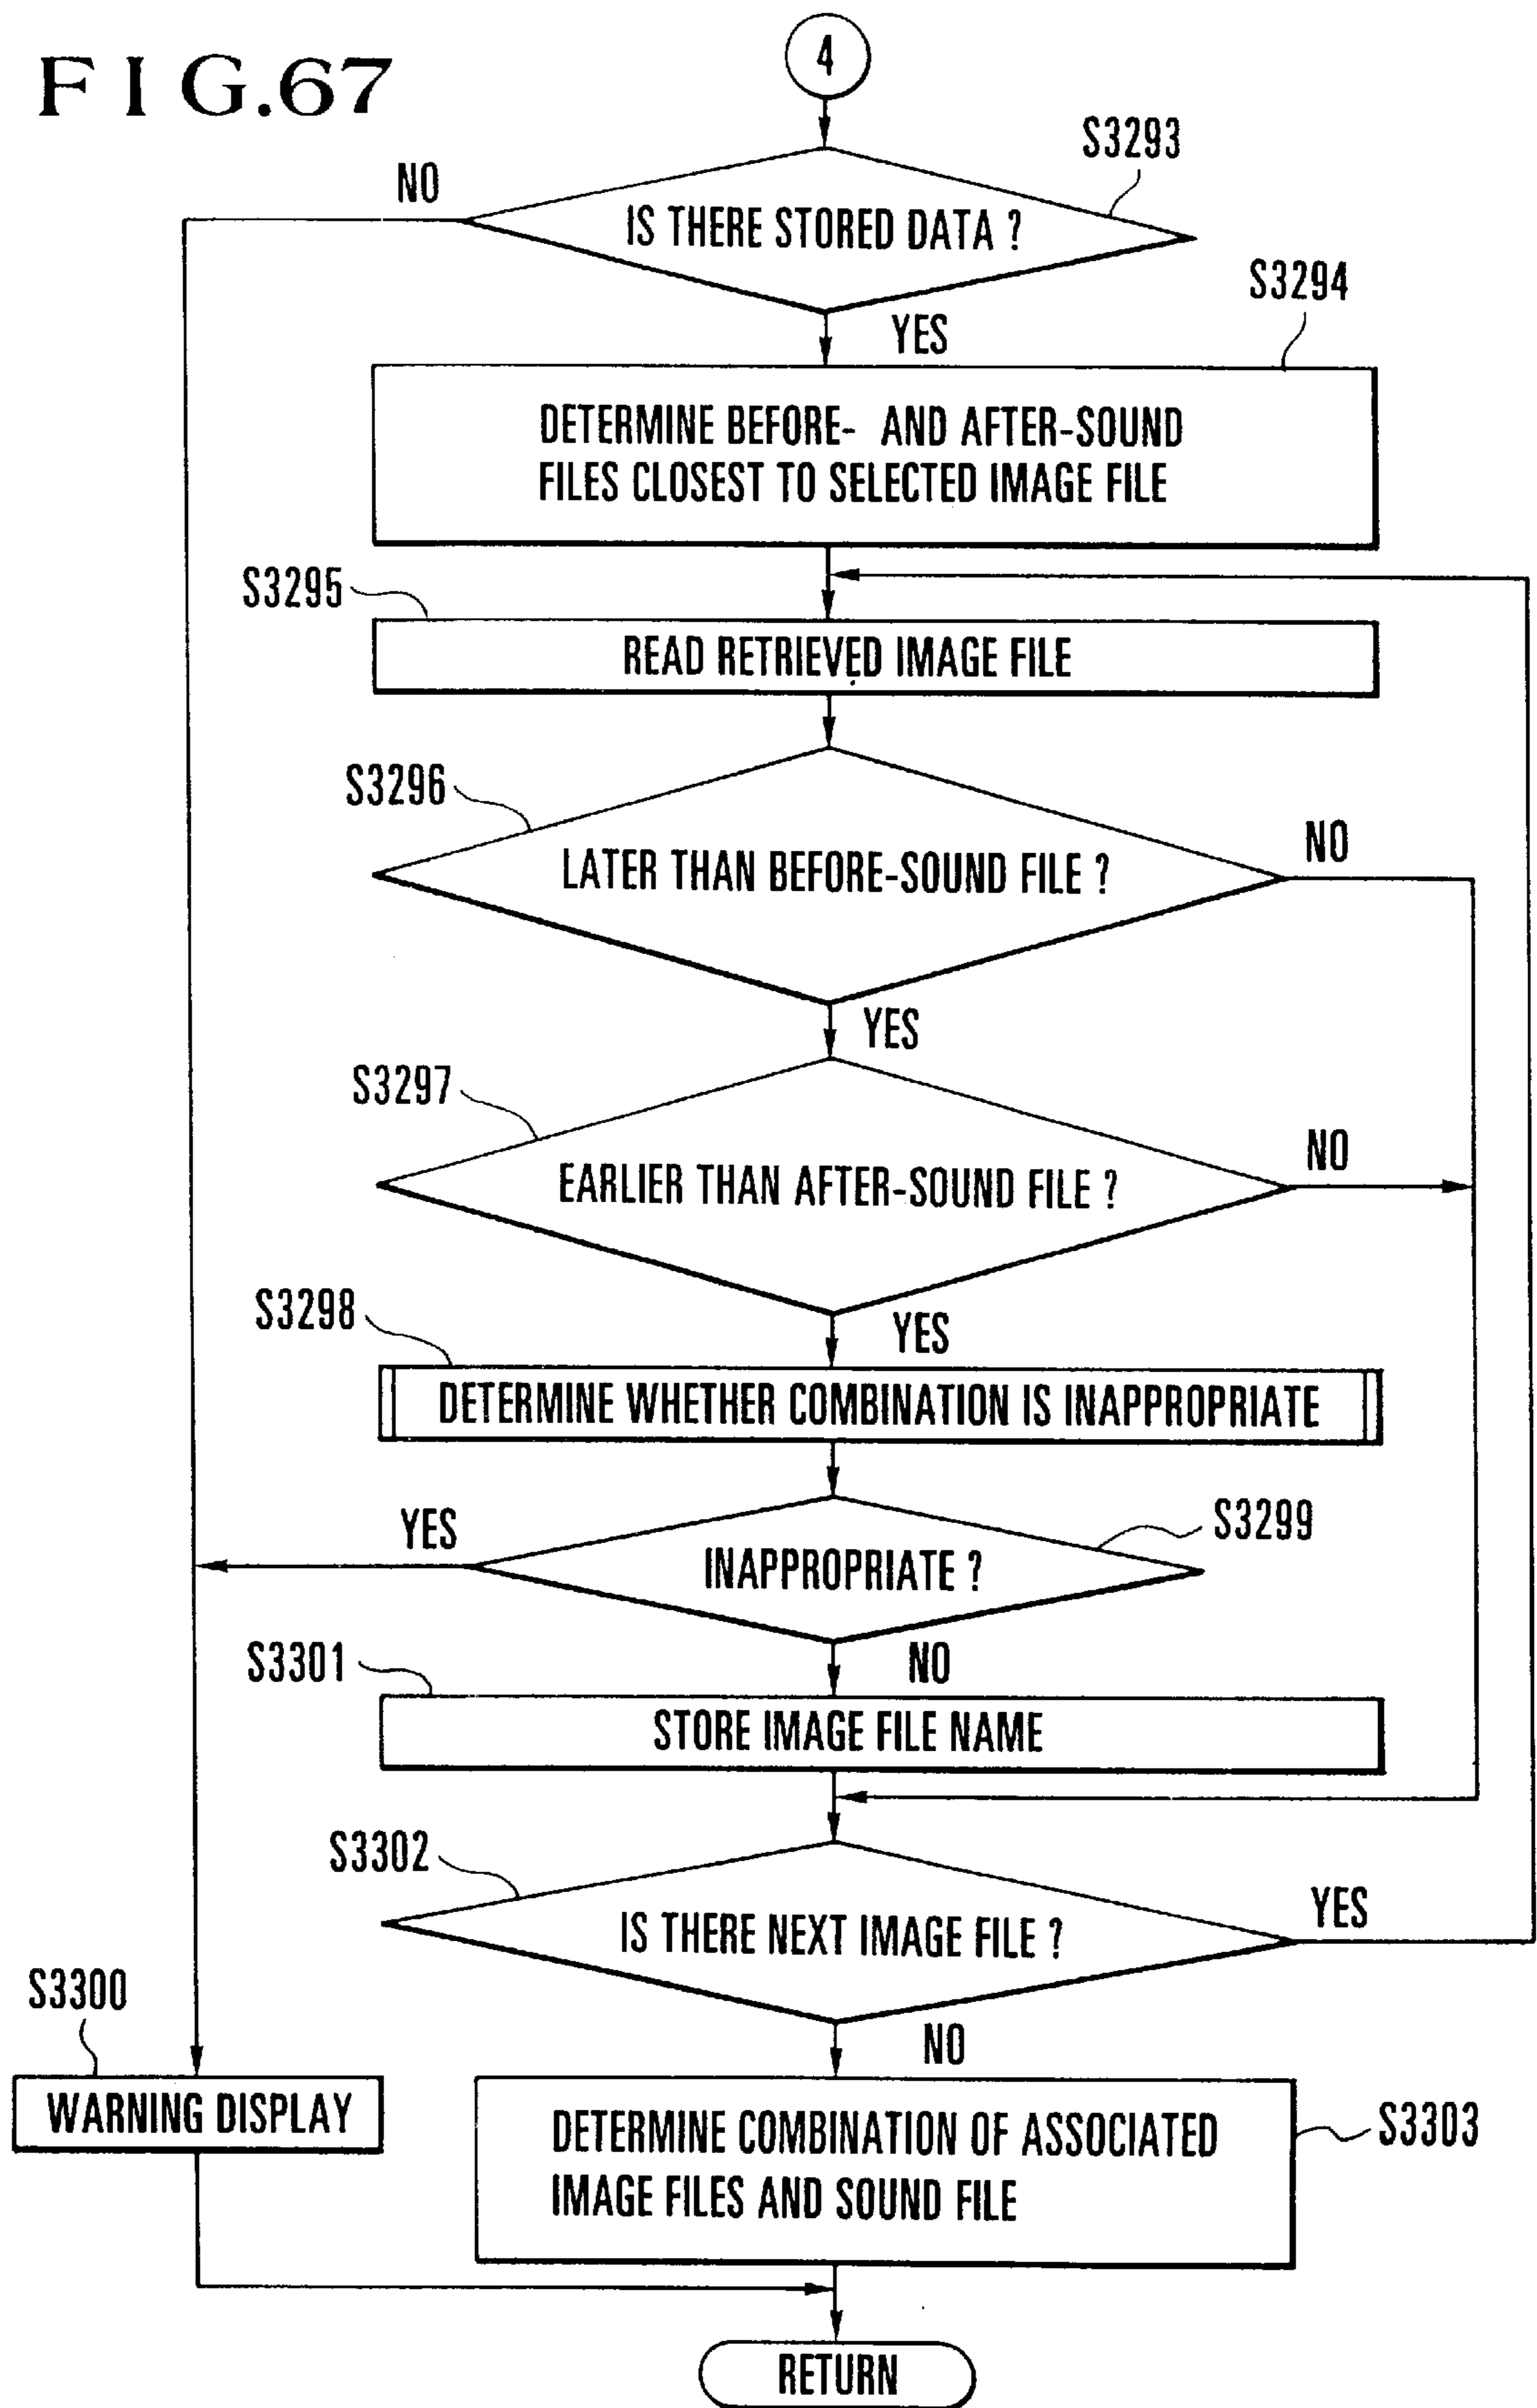 FIG.67
4
S3293
NO
IS THERE STORED DATA ?
S3294
YES
DETERMINE BEFORE- AND AFTER-SOUND
FILES CLOSEST TO SELECTED IMAGE FILE
S3295
READ RETRIEVED IMAGE FILE
S3296
NO
LATER THAN BEFORE-SOUND FILE ?
YES
S3297
NO
EARLIER THAN AFTER-SOUND FILE ?
S3298
YES
DETERMINE WHETHER COMBINATION IS INAPPROPRIATE
YES
S3299
INAPPROPRIATE ?
S3301
NO
STORE IMAGE FILE NAME
S3302
YES
IS THERE NEXT IMAGE FILE ?
S3300
NO
WARNING DISPLAY
DETERMINE COMBINATION OF ASSOCIATED
IMAGE FILES AND SOUND FILE
S3303
RETURN